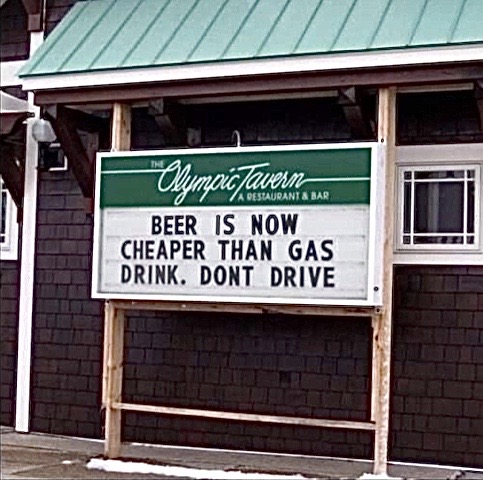 THE
Olympic Tavern
A RESTAURANT & BAR
BEER IS NOW
CHEAPER THAN GAS
DRINK. DONT DRIVE